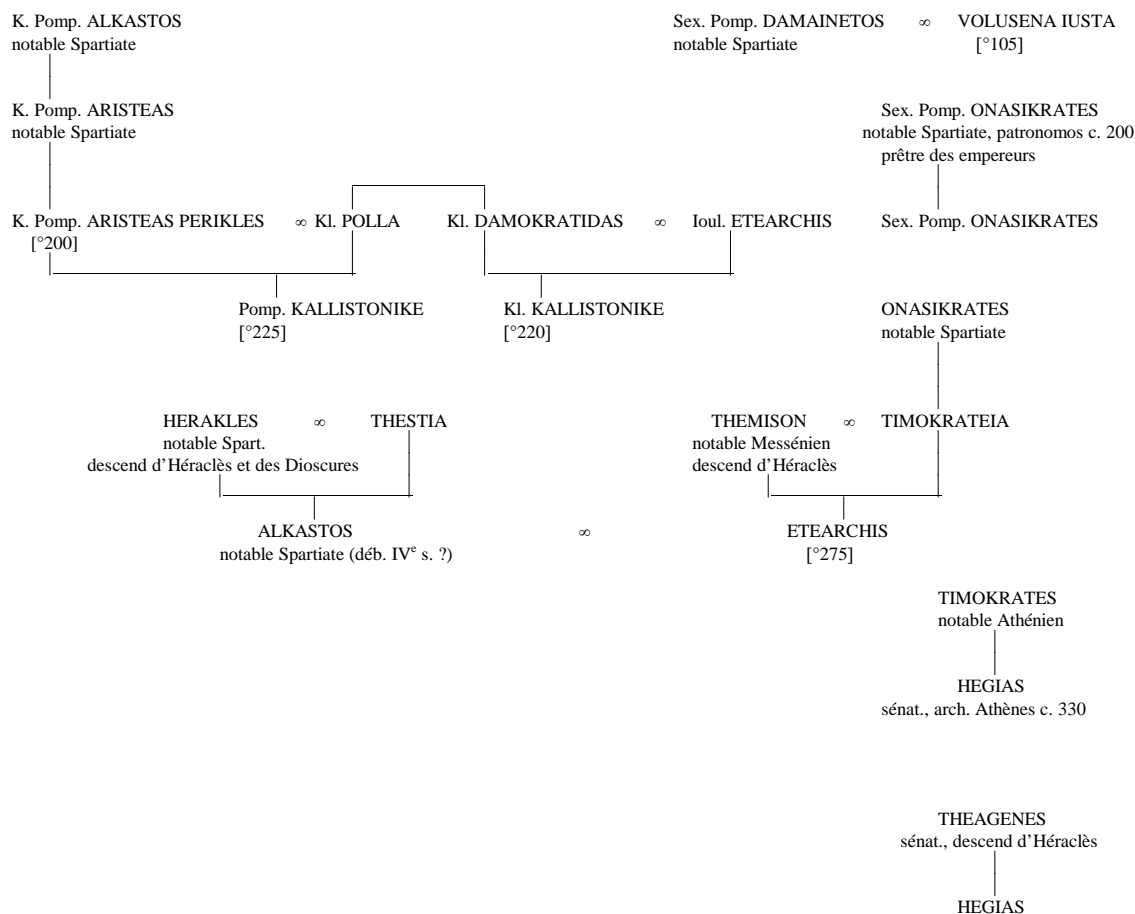 K. Pomp. ALKASTOS Sex. Pomp. DAMAINETOS ∞ VOLUSENA IUSTA
notable Spartiate notable Spartiate [°105]
K. Pomp. ARISTEAS Sex. Pomp. ONASIKRATES
notable Spartiate notable Spartiate, patronomos c. 200
prêtre des empereurs
K. Pomp. ARISTEAS PERIKLES ∞ Kl. POLLA Kl. DAMOKRATIDAS ∞ Ioul. ETEARCHIS Sex. Pomp. ONASIKRATES
[°200]
Pomp. KALLISTONIKE Kl. KALLISTONIKE ONASIKRATES
[°225] [°220] notable Spartiate
HERAKLES ∞ THESTIA THEMISON ∞ TIMOKRATEIA
notable Spart. notable Messénien
descend d'Héraclès et des Dioscures descend d'Héraclès
ALKASTOS ∞ ETEARCHIS
notable Spartiate (déb. IVe s. ?) [°275]
TIMOKRATES
notable Athénien
HEGIAS
sénat., arch. Athènes c. 330
THEAGENES
sénat., descend d'Héraclès
HEGIAS